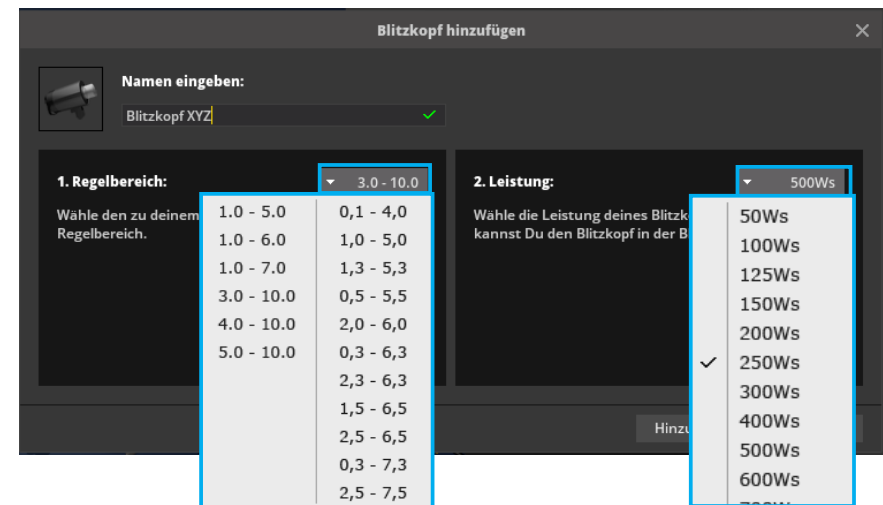 Blitzkopf hinzufügen
Namen eingeben:
Blitzkopf XYZ
1. Regelbereich:
3.0 - 10.0
Wähle den zu deinem
Regelbereich.
1.0 - 5.0
1.0 - 6.0
1.0 - 7.0
3.0 - 10.0
4.0 - 10.0
5.0 - 10.0
0,1 - 4,0
1,0 - 5,0
1,3 - 5,3
0,5 - 5,5
2,0 - 6,0
0,3 - 6,3
2,3 - 6,3
1,5 - 6,5
2,5 - 6,5
0,3 - 7,3
2,5 - 7,5
2. Leistung:
500Ws
Wähle die Leistung deines Blitzk
kannst Du den Blitzkopf in der B
50Ws
100Ws
125Ws
150Ws
200Ws
250Ws
300Ws
400Ws
500Ws
600Ws
Hinzu